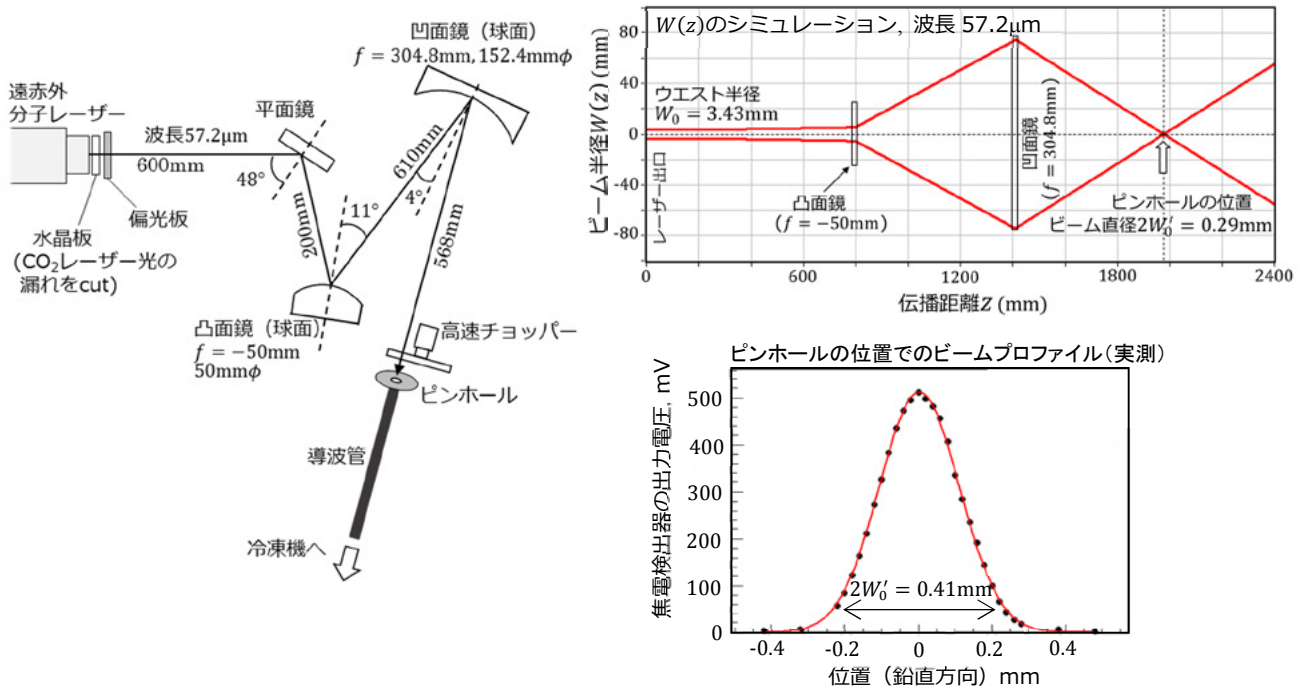 凹面鏡（球面）
f = 304.8mm, 152.4mmϕ
遠赤外
分子レーザー
平面鏡
波長57.2μm
600mm
48°
610mm
4°
11°
200mm
568mm
偏光板
水晶板
（CO₂レーザー光の
漏れをcut）
凸面鏡（球面）
f = −50mm
50mmϕ
高速チョッパー
ピンホール
導波管
冷凍機へ
W(z)のシミュレーション, 波長 57.2μm
ビーム半径W(z) (mm)
80
40
0
-40
-80
ウエスト半径
W₀ = 3.43mm
レーザー出口
凸面鏡
(f = −50mm)
凹面鏡
(f = 304.8mm)
ピンホールの位置
ビーム直径2W₀′ = 0.29mm
0
600
1200
1800
2400
伝播距離Z (mm)
ピンホールの位置でのビームプロファイル（実測）
焦電検出器の出力電圧, mV
500
400
300
200
100
0
2W₀′ = 0.41mm
-0.4
-0.2
0
0.2
0.4
位置（鉛直方向）mm